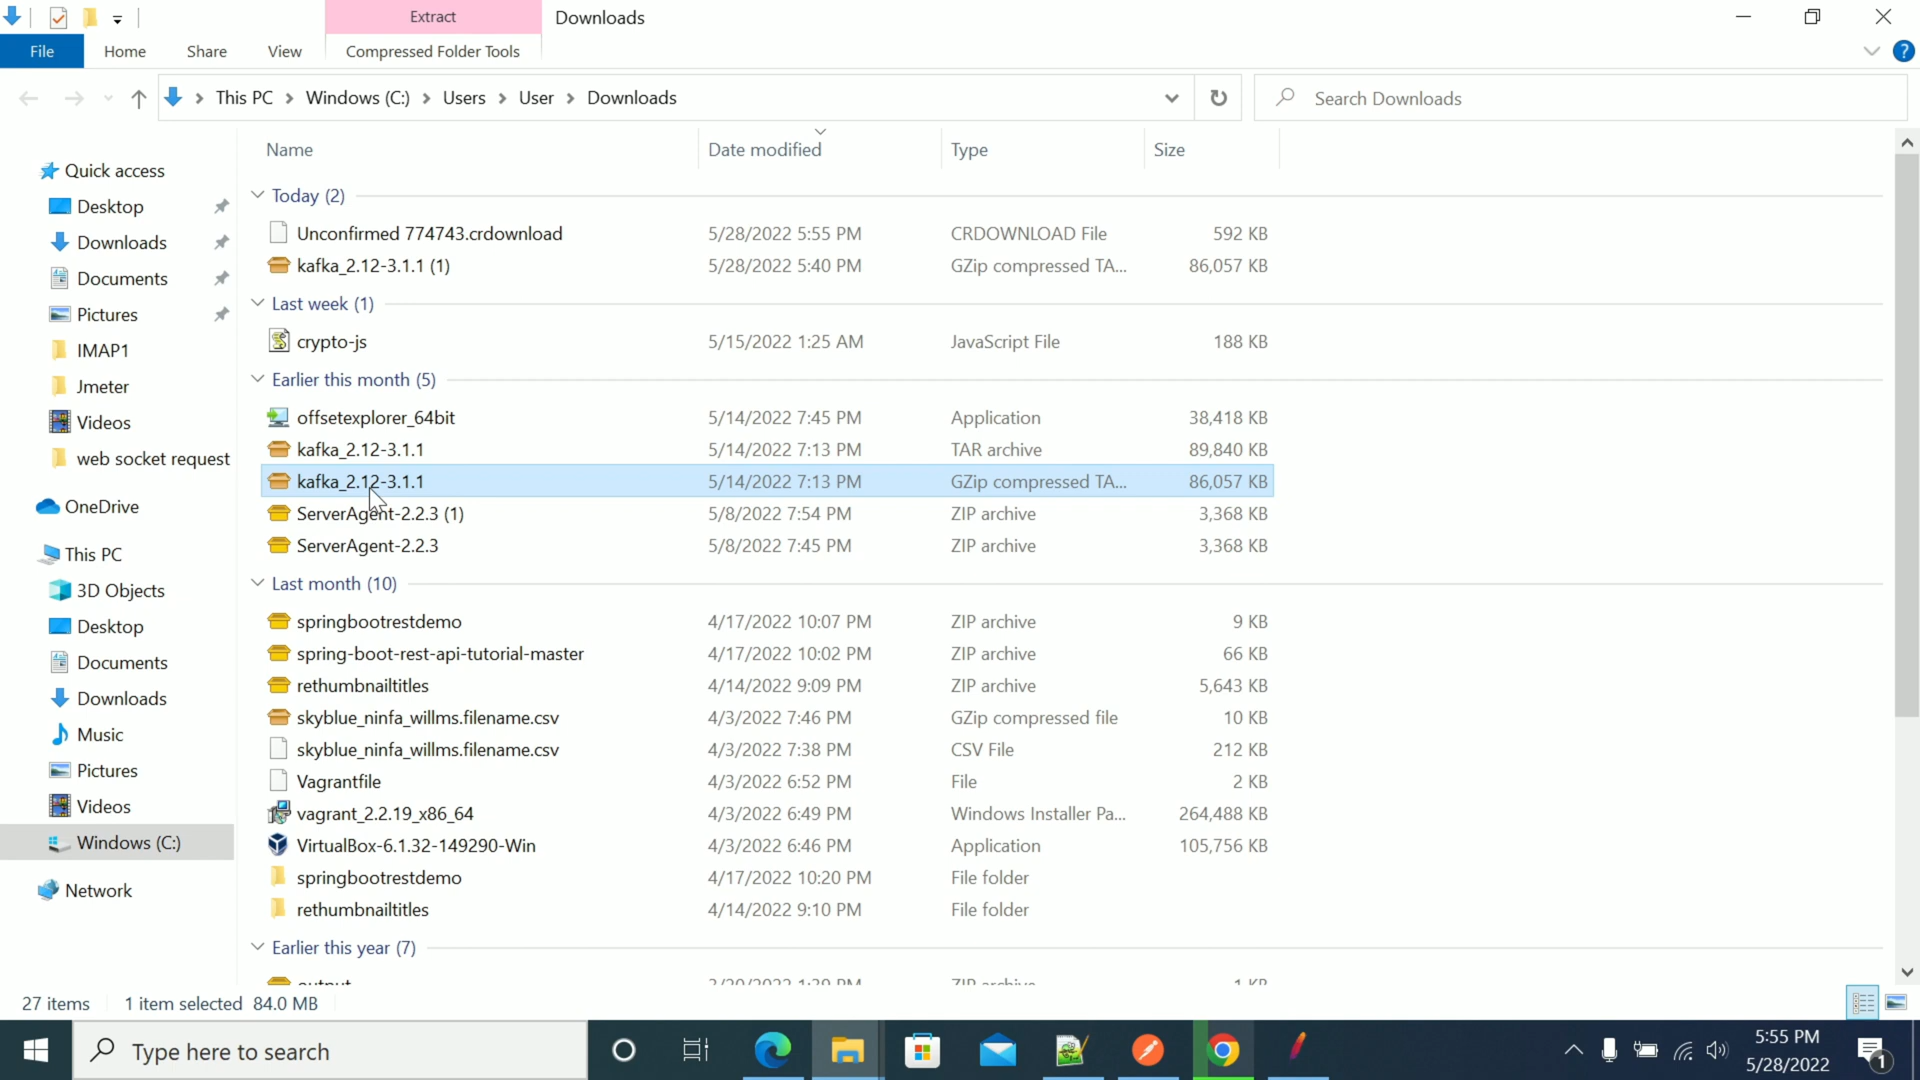 Extract
Downloads
File
Home
Share
View
Compressed Folder Tools
This PC > Windows (C:) > Users > User > Downloads
Search Downloads
Name
Date modified
Type
Size
Quick access
Desktop
Downloads
Documents
Pictures
IMAP1
Jmeter
Videos
web socket request
OneDrive
This PC
3D Objects
Desktop
Documents
Downloads
Music
Pictures
Videos
Windows (C:)
Network
Today (2)
Unconfirmed 774743.crdownload 5/28/2022 5:55 PM CRDOWNLOAD File 592 KB
kafka_2.12-3.1.1 (1) 5/28/2022 5:40 PM GZip compressed TA... 86,057 KB
Last week (1)
crypto-js 5/15/2022 1:25 AM JavaScript File 188 KB
Earlier this month (5)
offsetexplorer_64bit 5/14/2022 7:45 PM Application 38,418 KB
kafka_2.12-3.1.1 5/14/2022 7:13 PM TAR archive 89,840 KB
kafka_2.12-3.1.1 5/14/2022 7:13 PM GZip compressed TA... 86,057 KB
ServerAgent-2.2.3 (1) 5/8/2022 7:54 PM ZIP archive 3,368 KB
ServerAgent-2.2.3 5/8/2022 7:45 PM ZIP archive 3,368 KB
Last month (10)
springbootrestdemo 4/17/2022 10:07 PM ZIP archive 9 KB
spring-boot-rest-api-tutorial-master 4/17/2022 10:02 PM ZIP archive 66 KB
rethumbnailtitles 4/14/2022 9:09 PM ZIP archive 5,643 KB
skyblue_ninfa_willms.filename.csv 4/3/2022 7:46 PM GZip compressed file 10 KB
skyblue_ninfa_willms.filename.csv 4/3/2022 7:38 PM CSV File 212 KB
Vagrantfile 4/3/2022 6:52 PM File 2 KB
vagrant_2.2.19_x86_64 4/3/2022 6:49 PM Windows Installer Pa... 264,488 KB
VirtualBox-6.1.32-149290-Win 4/3/2022 6:46 PM Application 105,756 KB
springbootrestdemo 4/17/2022 10:20 PM File folder
rethumbnailtitles 4/14/2022 9:10 PM File folder
Earlier this year (7)
27 items 1 item selected 84.0 MB
Type here to search
5:55 PM
5/28/2022
1